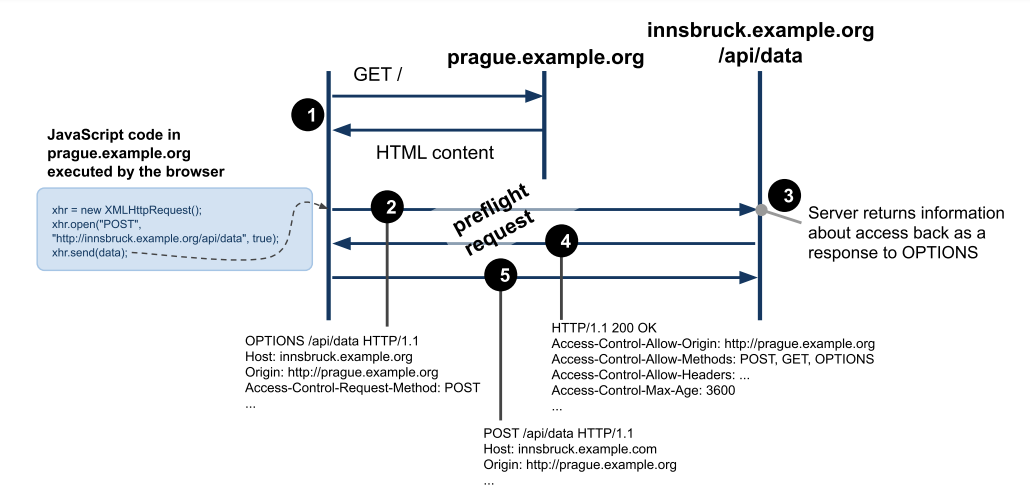 innsbruck.example.org
/api/data
prague.example.org
GET /
1
HTML content
JavaScript code in
prague.example.org
executed by the browser
xhr = new XMLHttpRequest();
xhr.open("POST",
"http://innsbruck.example.org/api/data", true);
xhr.send(data);
2
preflight
request
3
Server returns information
about access back as a
response to OPTIONS
4
5
OPTIONS /api/data HTTP/1.1
Host: innsbruck.example.org
Origin: http://prague.example.org
Access-Control-Request-Method: POST
...
HTTP/1.1 200 OK
Access-Control-Allow-Origin: http://prague.example.org
Access-Control-Allow-Methods: POST, GET, OPTIONS
Access-Control-Allow-Headers: ...
Access-Control-Max-Age: 3600
...
POST /api/data HTTP/1.1
Host: innsbruck.example.com
Origin: http://prague.example.org
...